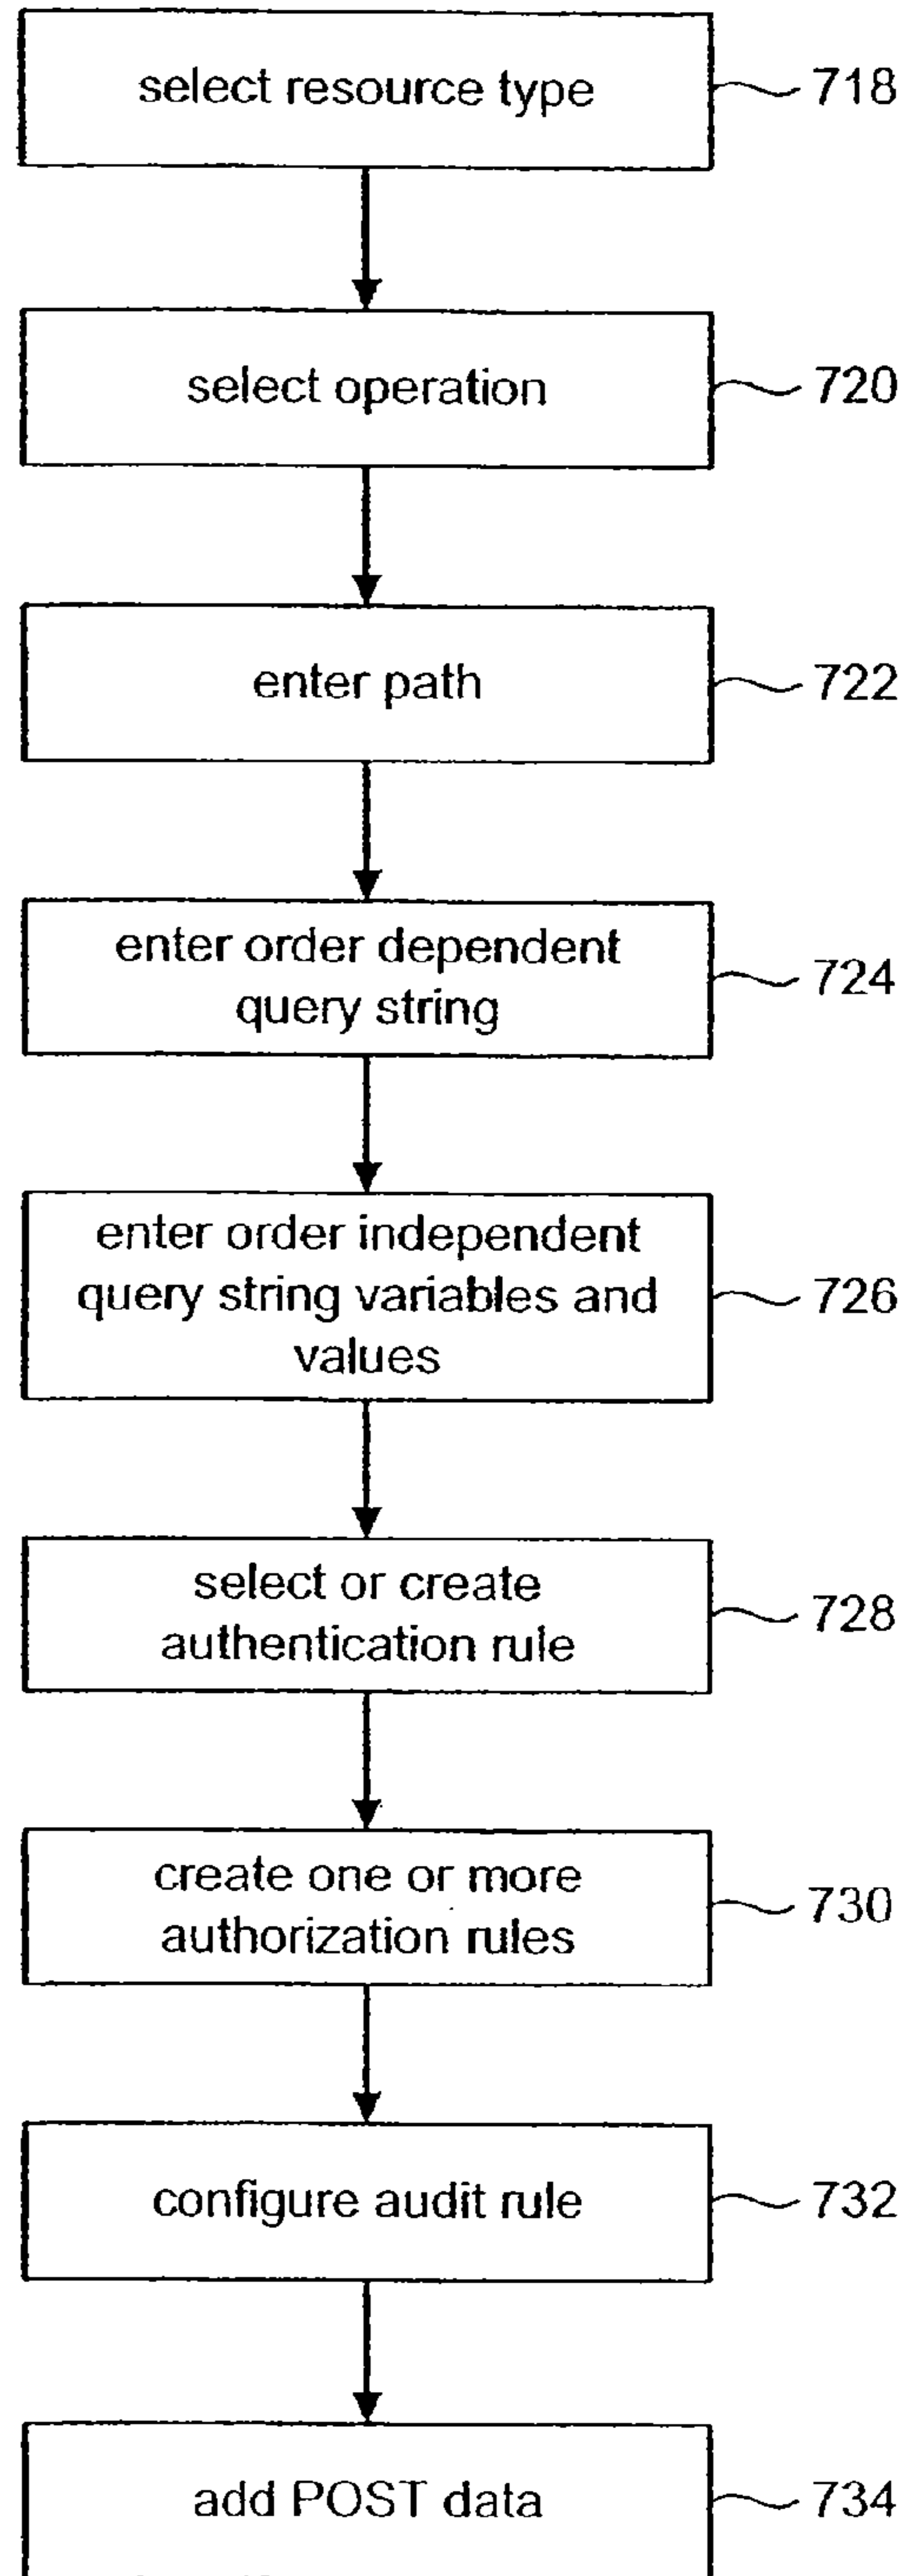 select resource type
718
select operation
720
enter path
722
enter order dependent
query string
724
enter order independent
query string variables and
values
726
select or create
authentication rule
728
create one or more
authorization rules
730
configure audit rule
732
add POST data
734